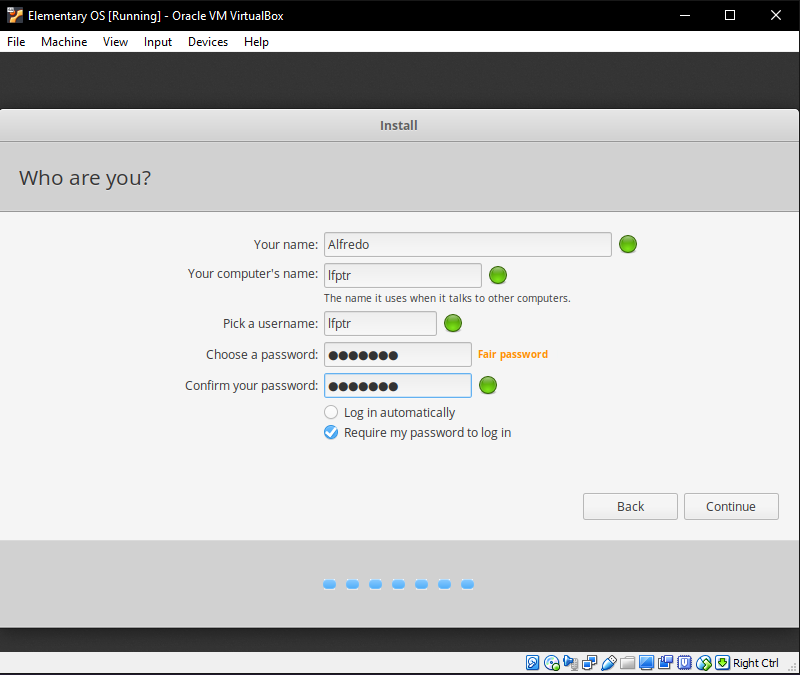 Elementary OS [Running] - Oracle VM VirtualBox
File Machine View Input Devices Help
Install
Who are you?
Your name: Alfredo
Your computer's name: lfptr
The name it uses when it talks to other computers.
Pick a username: lfptr
Choose a password: ●●●●●●● Fair password
Confirm your password: ●●●●●●●
Log in automatically
Require my password to log in
Back Continue
Right Ctrl